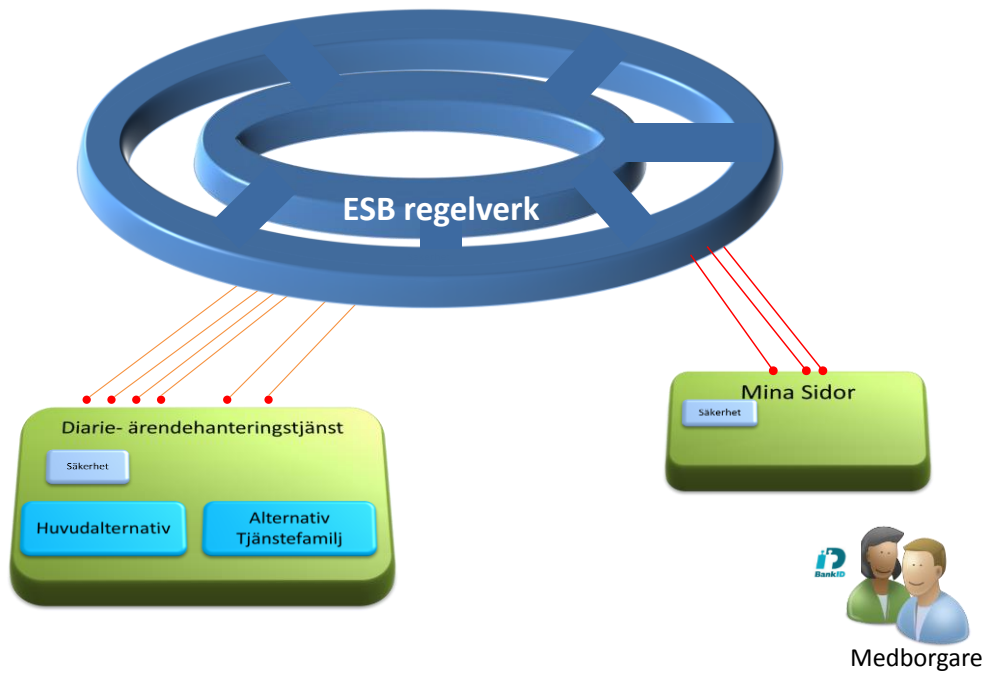 ESB regelverk
Diarie- ärendehanteringstjänst
Säkerhet
Huvudalternativ
Alternativ
Tjänstefamilj
Mina Sidor
Säkerhet
BankID
Medborgare